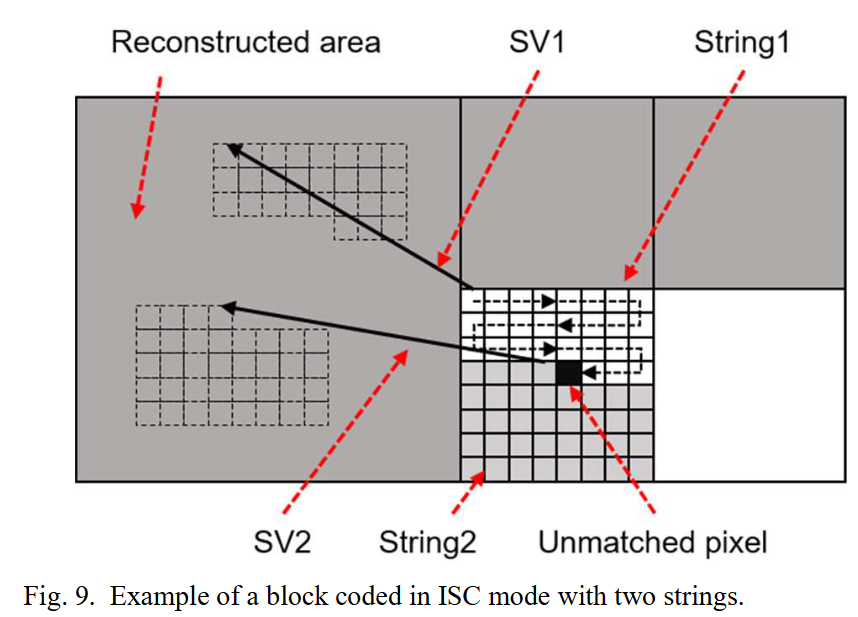 Reconstructed area
SV1
String1
SV2
String2
Unmatched pixel
Fig. 9. Example of a block coded in ISC mode with two strings.